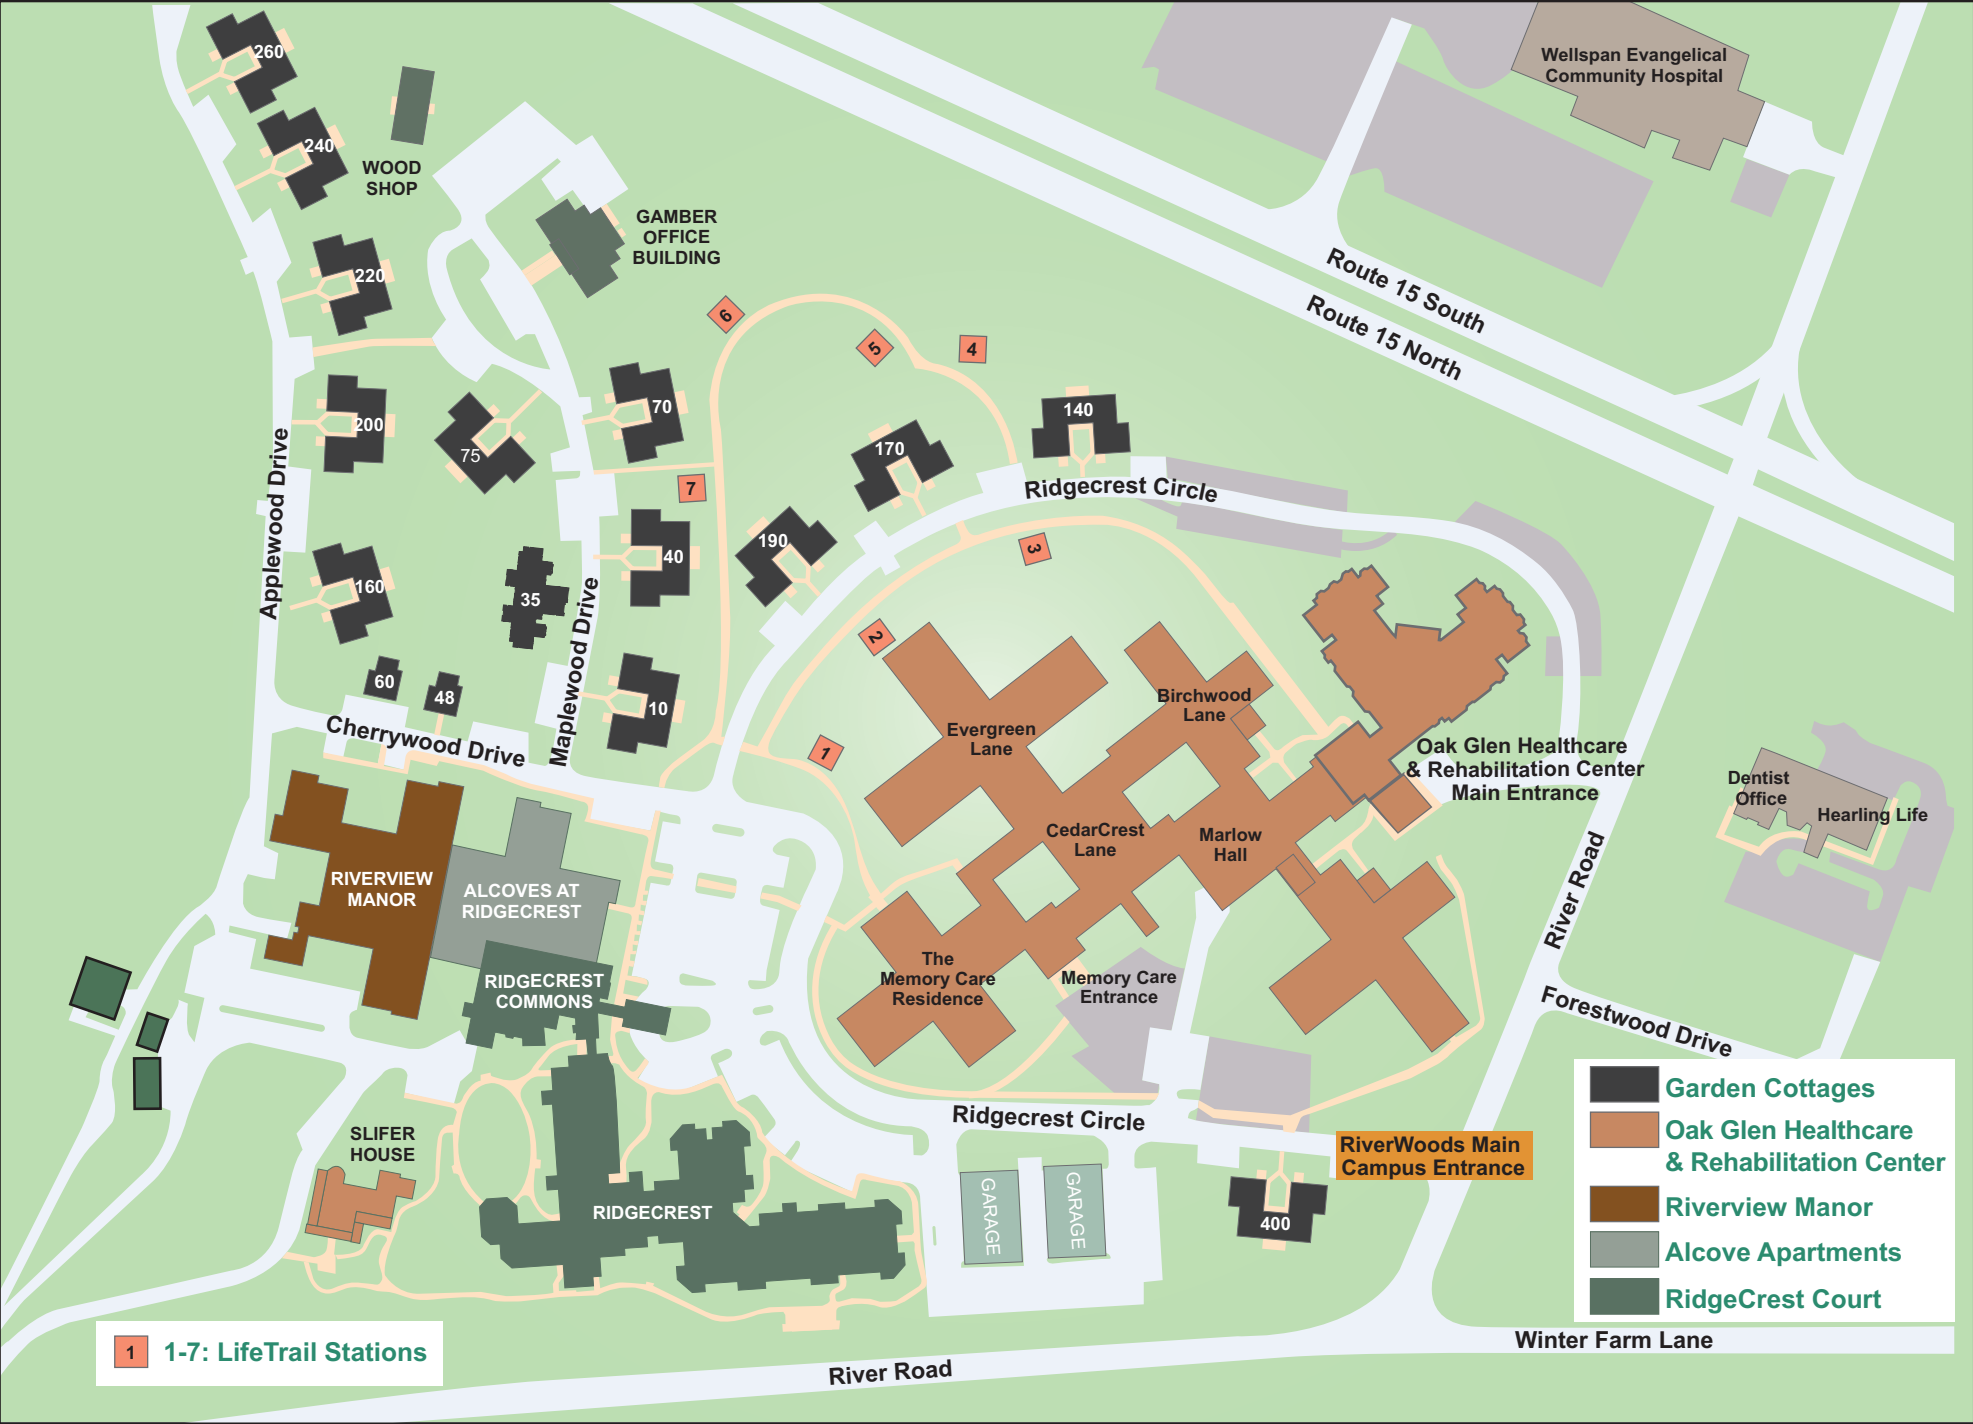 260
Wellspan Evangelical
Community Hospital
240
WOOD
SHOP
GAMBER
OFFICE
BUILDING
220
Route 15 South
Route 15 North
6
5
4
200
75
70
170
140
7
Ridgecrest Circle
Applewood Drive
160
35
Maplewood Drive
40
190
3
2
60
48
10
Cherrywood Drive
1
Evergreen
Lane
Birchwood
Lane
Oak Glen Healthcare
& Rehabilitation Center
Main Entrance
Dentist
Office
Hearling Life
CedarCrest
Lane
Marlow
Hall
River Road
RIVERVIEW
MANOR
ALCOVES AT
RIDGECREST
RIDGECREST
COMMONS
The
Memory Care
Residence
Memory Care
Entrance
Forestwood Drive
SLIFER
HOUSE
Ridgecrest Circle
RiverWoods Main
Campus Entrance
RIDGECREST
GARAGE
GARAGE
400
Garden Cottages
Oak Glen Healthcare
& Rehabilitation Center
Riverview Manor
Alcove Apartments
RidgeCrest Court
1
1-7: LifeTrail Stations
River Road
Winter Farm Lane